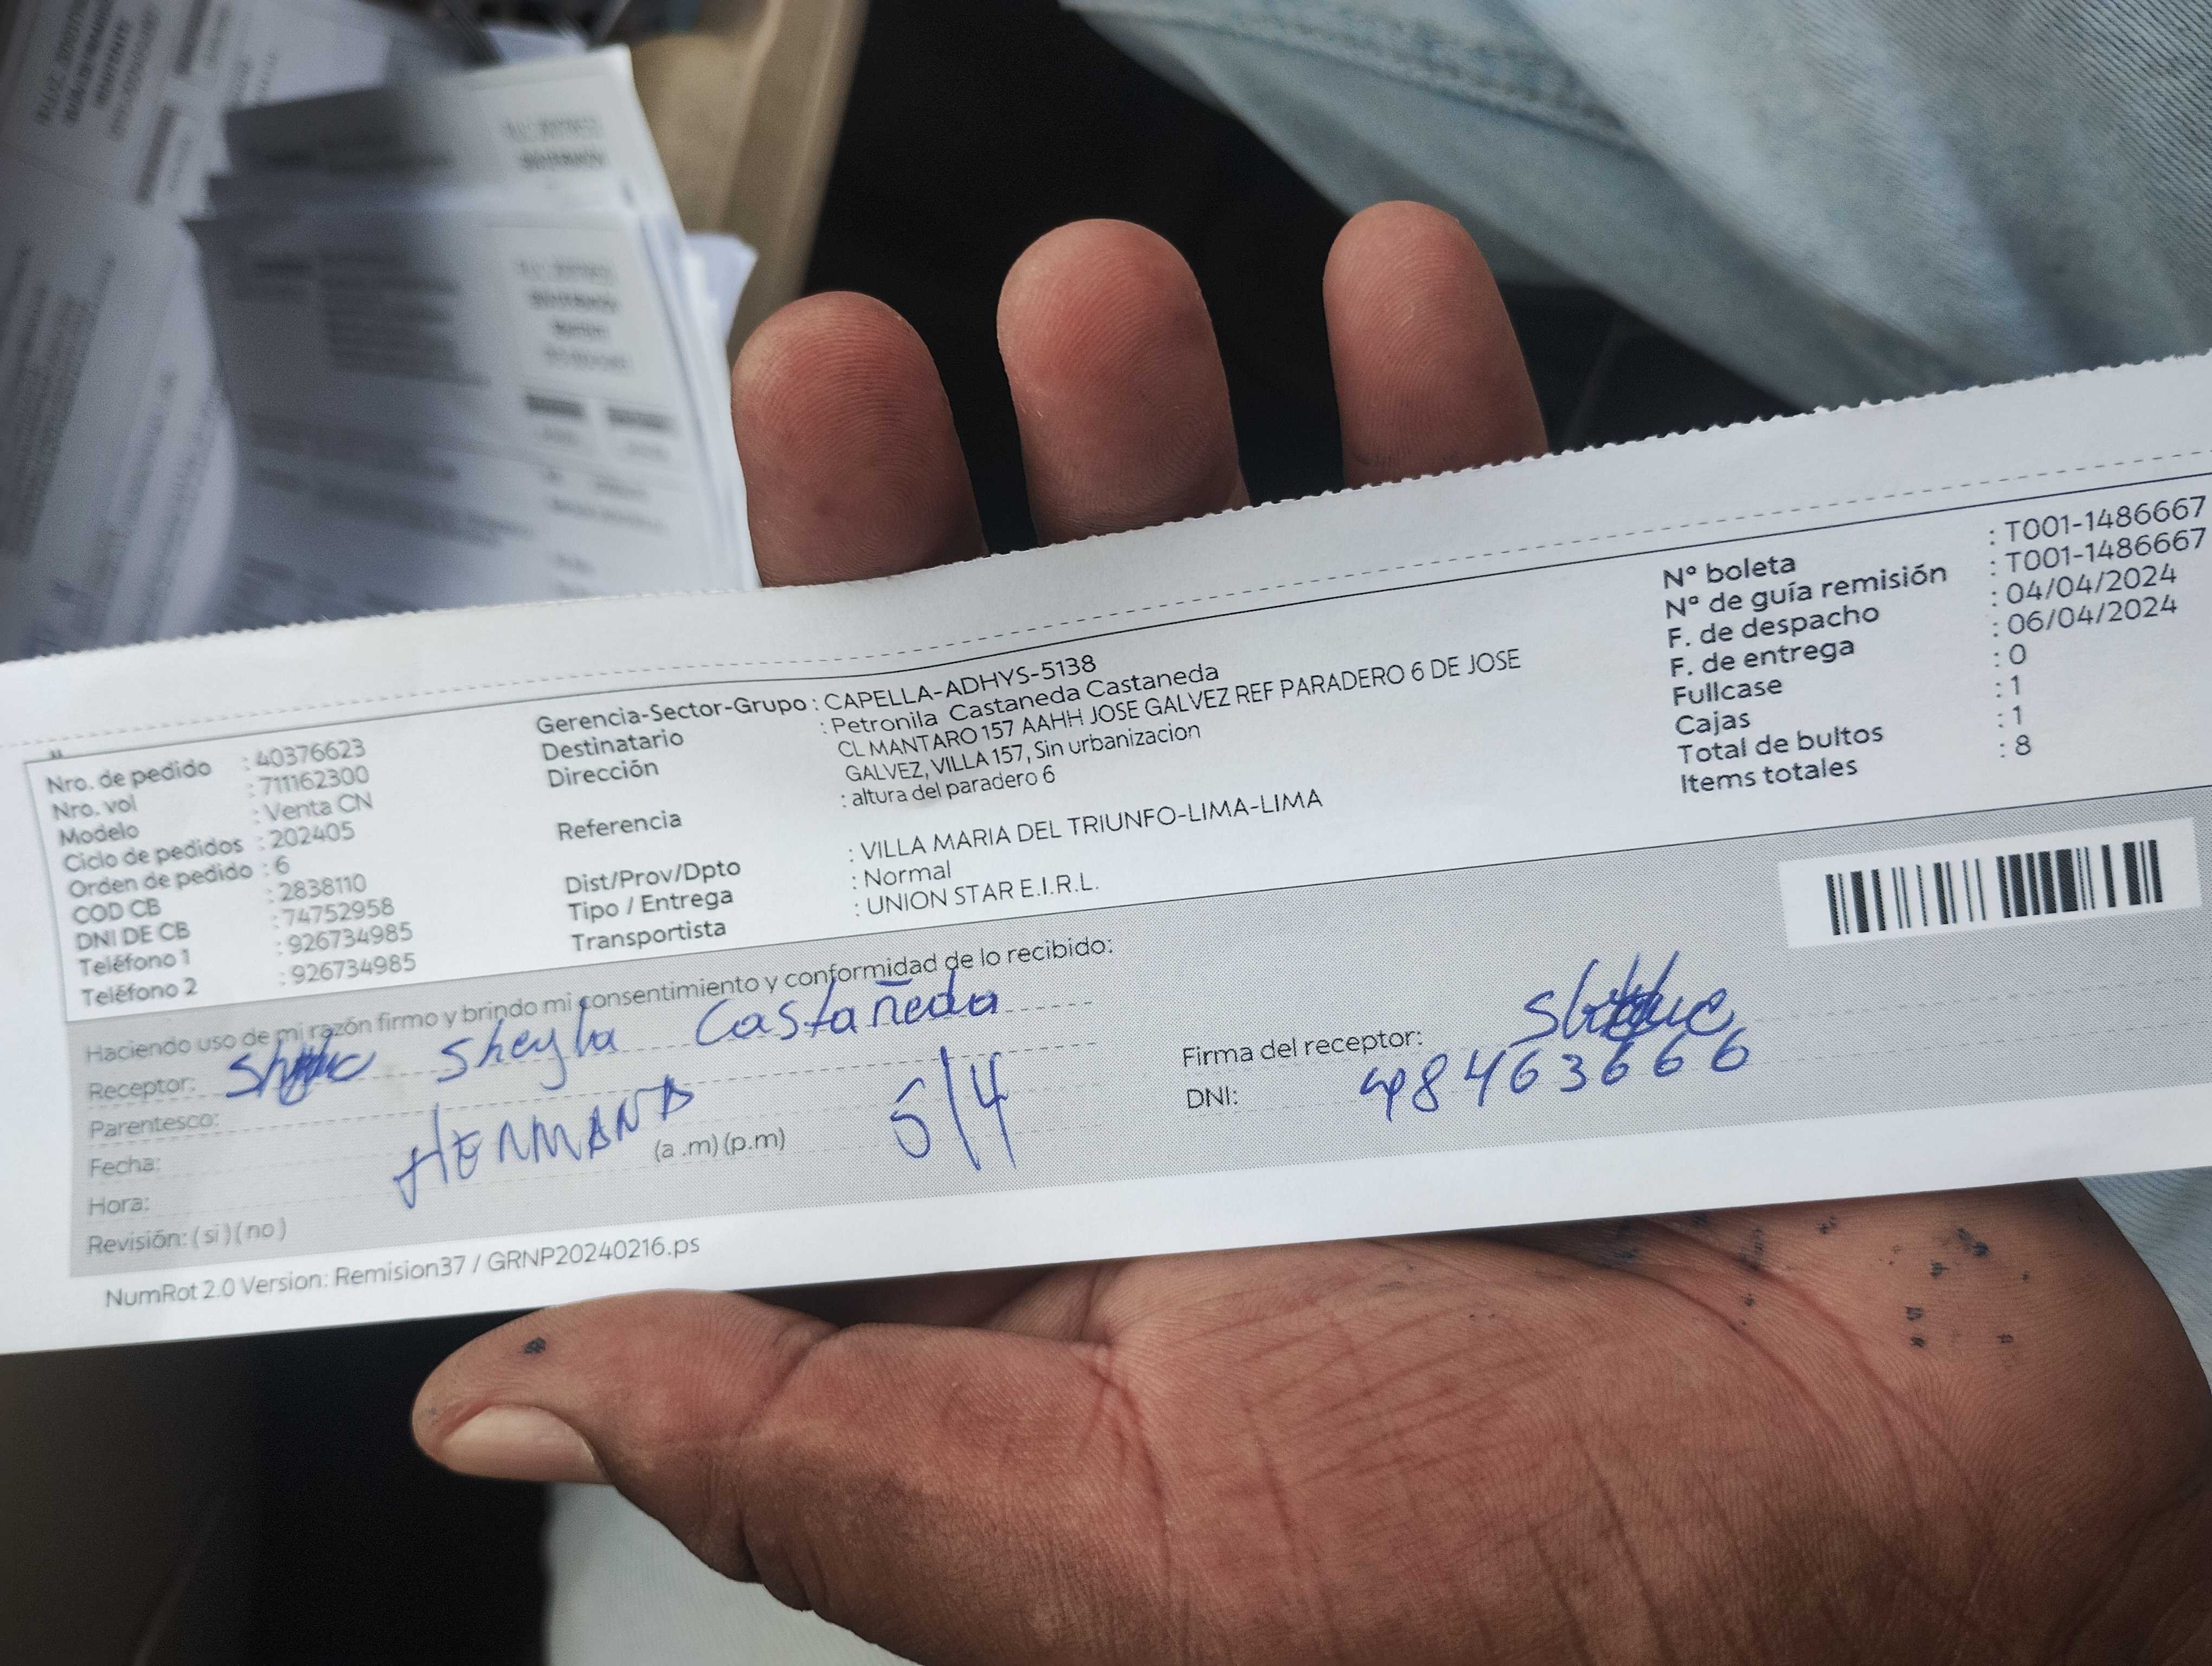 Nro. de pedido : 40376623
Nro. vol : 711162300
Modelo : Venta CN
Ciclo de pedidos : 202405
Orden de pedido : 6
COD CB : 2838110
DNI DE CB : 74752958
Teléfono 1 : 926734985
Teléfono 2 : 926734985
Gerencia-Sector-Grupo : CAPELLA-ADHYS-5138
Destinatario : Petronila Castaneda Castaneda
Dirección CL MANTARO 157 AAHH JOSE GALVEZ REF PARADERO 6 DE JOSE
GALVEZ, VILLA 157, Sin urbanizacion
Referencia : altura del paradero 6
Dist/Prov/Dpto : VILLA MARIA DEL TRIUNFO-LIMA-LIMA
Tipo / Entrega : Normal
Transportista : UNION STAR E.I.R.L.
Nº boleta : T001-1486667
Nº de guía remisión : T001-1486667
F. de despacho : 04/04/2024
F. de entrega : 06/04/2024
Fullcase : 0
Cajas : 1
Total de bultos : 1
Items totales : 8
Haciendo uso de mi razón firmo y brindo mi consentimiento y conformidad de lo recibido:
Receptor: Sheyla Castañeda
Parentesco: HERMANA
Fecha: 5/4
Hora: (a .m) (p.m)
Revisión: ( si ) ( no )
Firma del receptor:
DNI: 48463666
NumRot 2.0 Version: Remision37 / GRNP20240216.ps